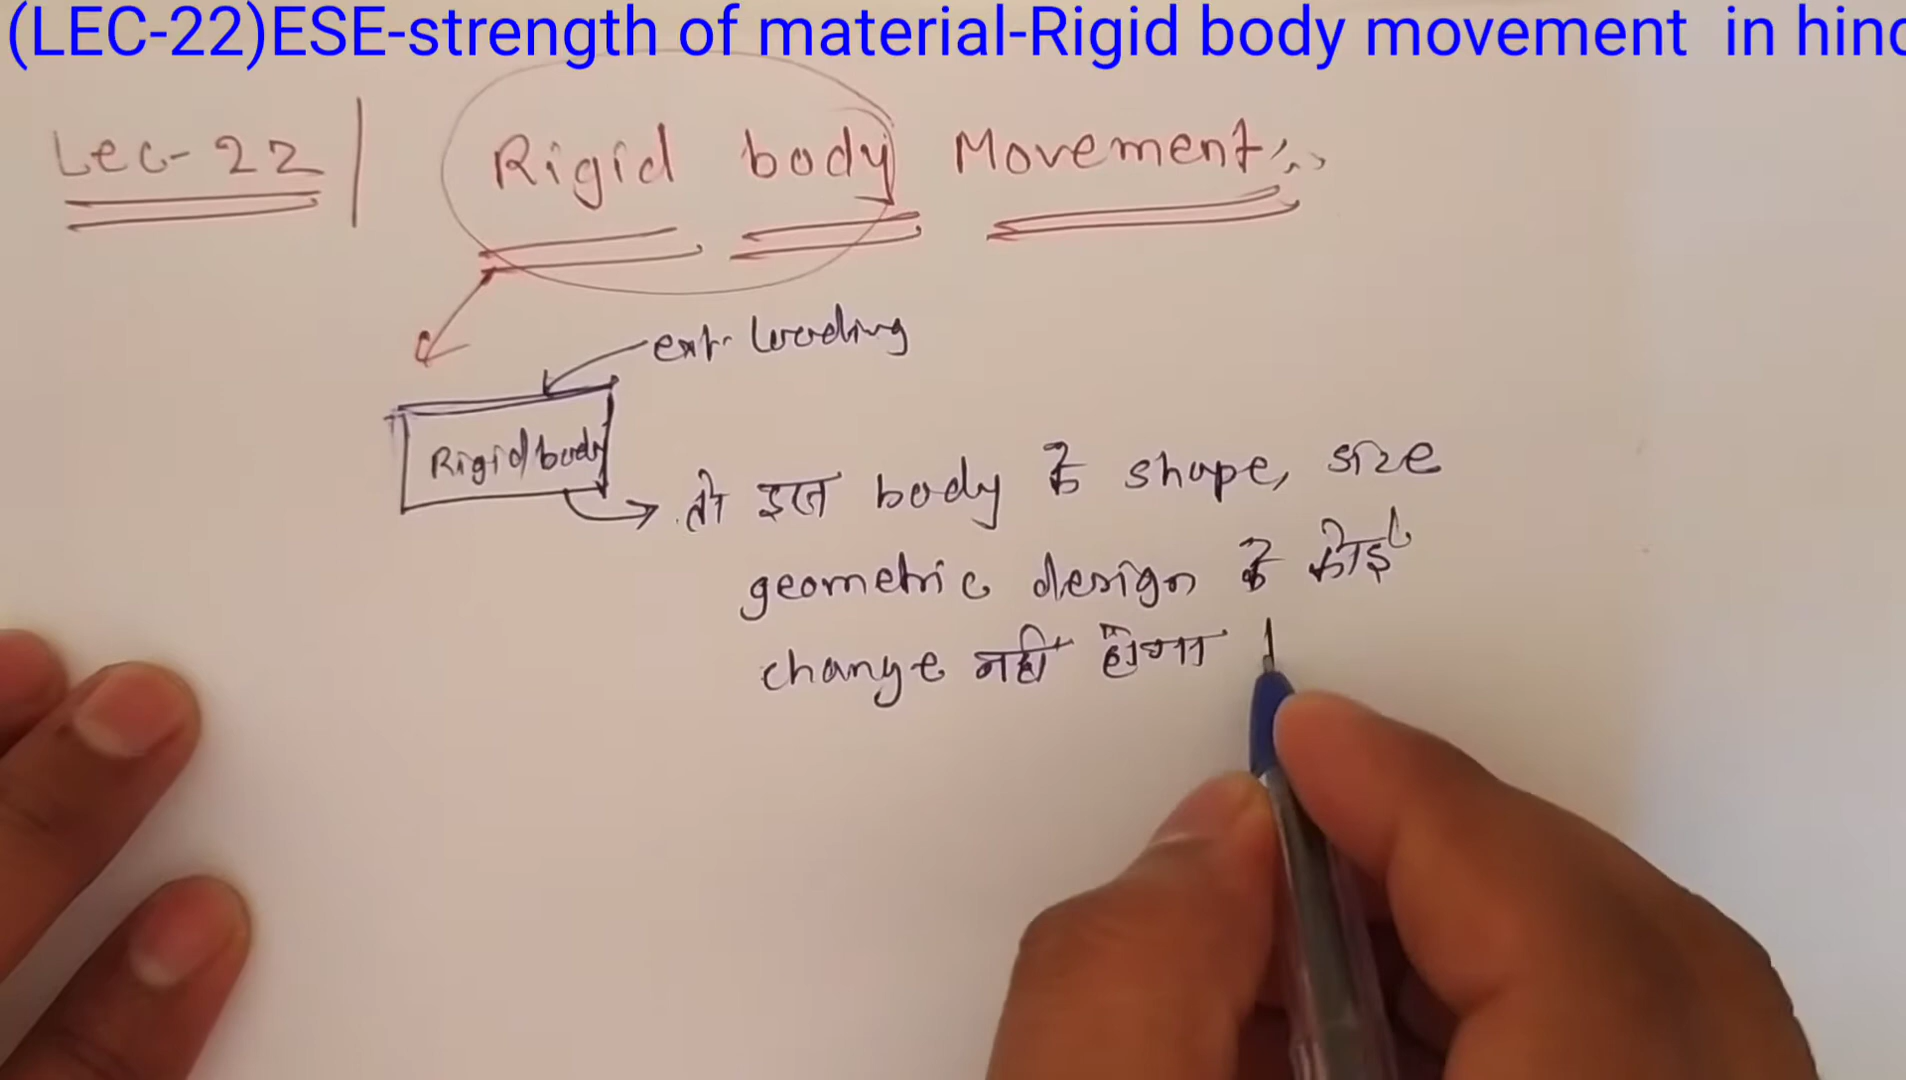 (LEC-22)ESE-strength of material-Rigid body movement in hind
Lec-22 | Rigid body Movement:
ext. loading
Rigid body
तो इस body के shape, size
geometric design में कोई
change नहीं होगा।